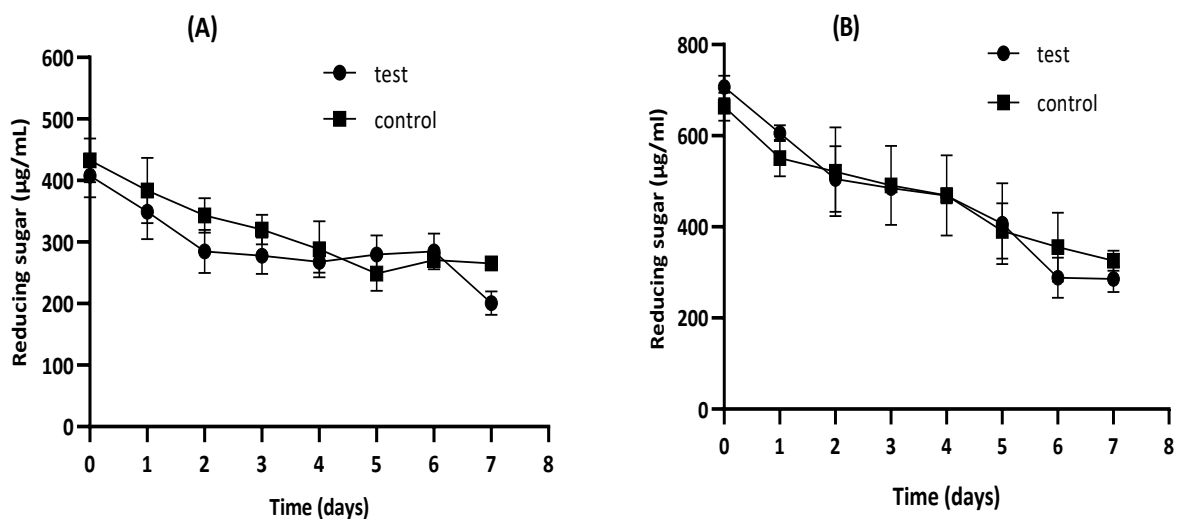 (A)
600
500
400
300
200
100
0
0 1 2 3 4 5 6 7 8
Reducing sugar (µg/mL)
Time (days)
test
control
(B)
800
600
400
200
0
0 1 2 3 4 5 6 7 8
Reducing sugar (µg/ml)
Time (days)
test
control